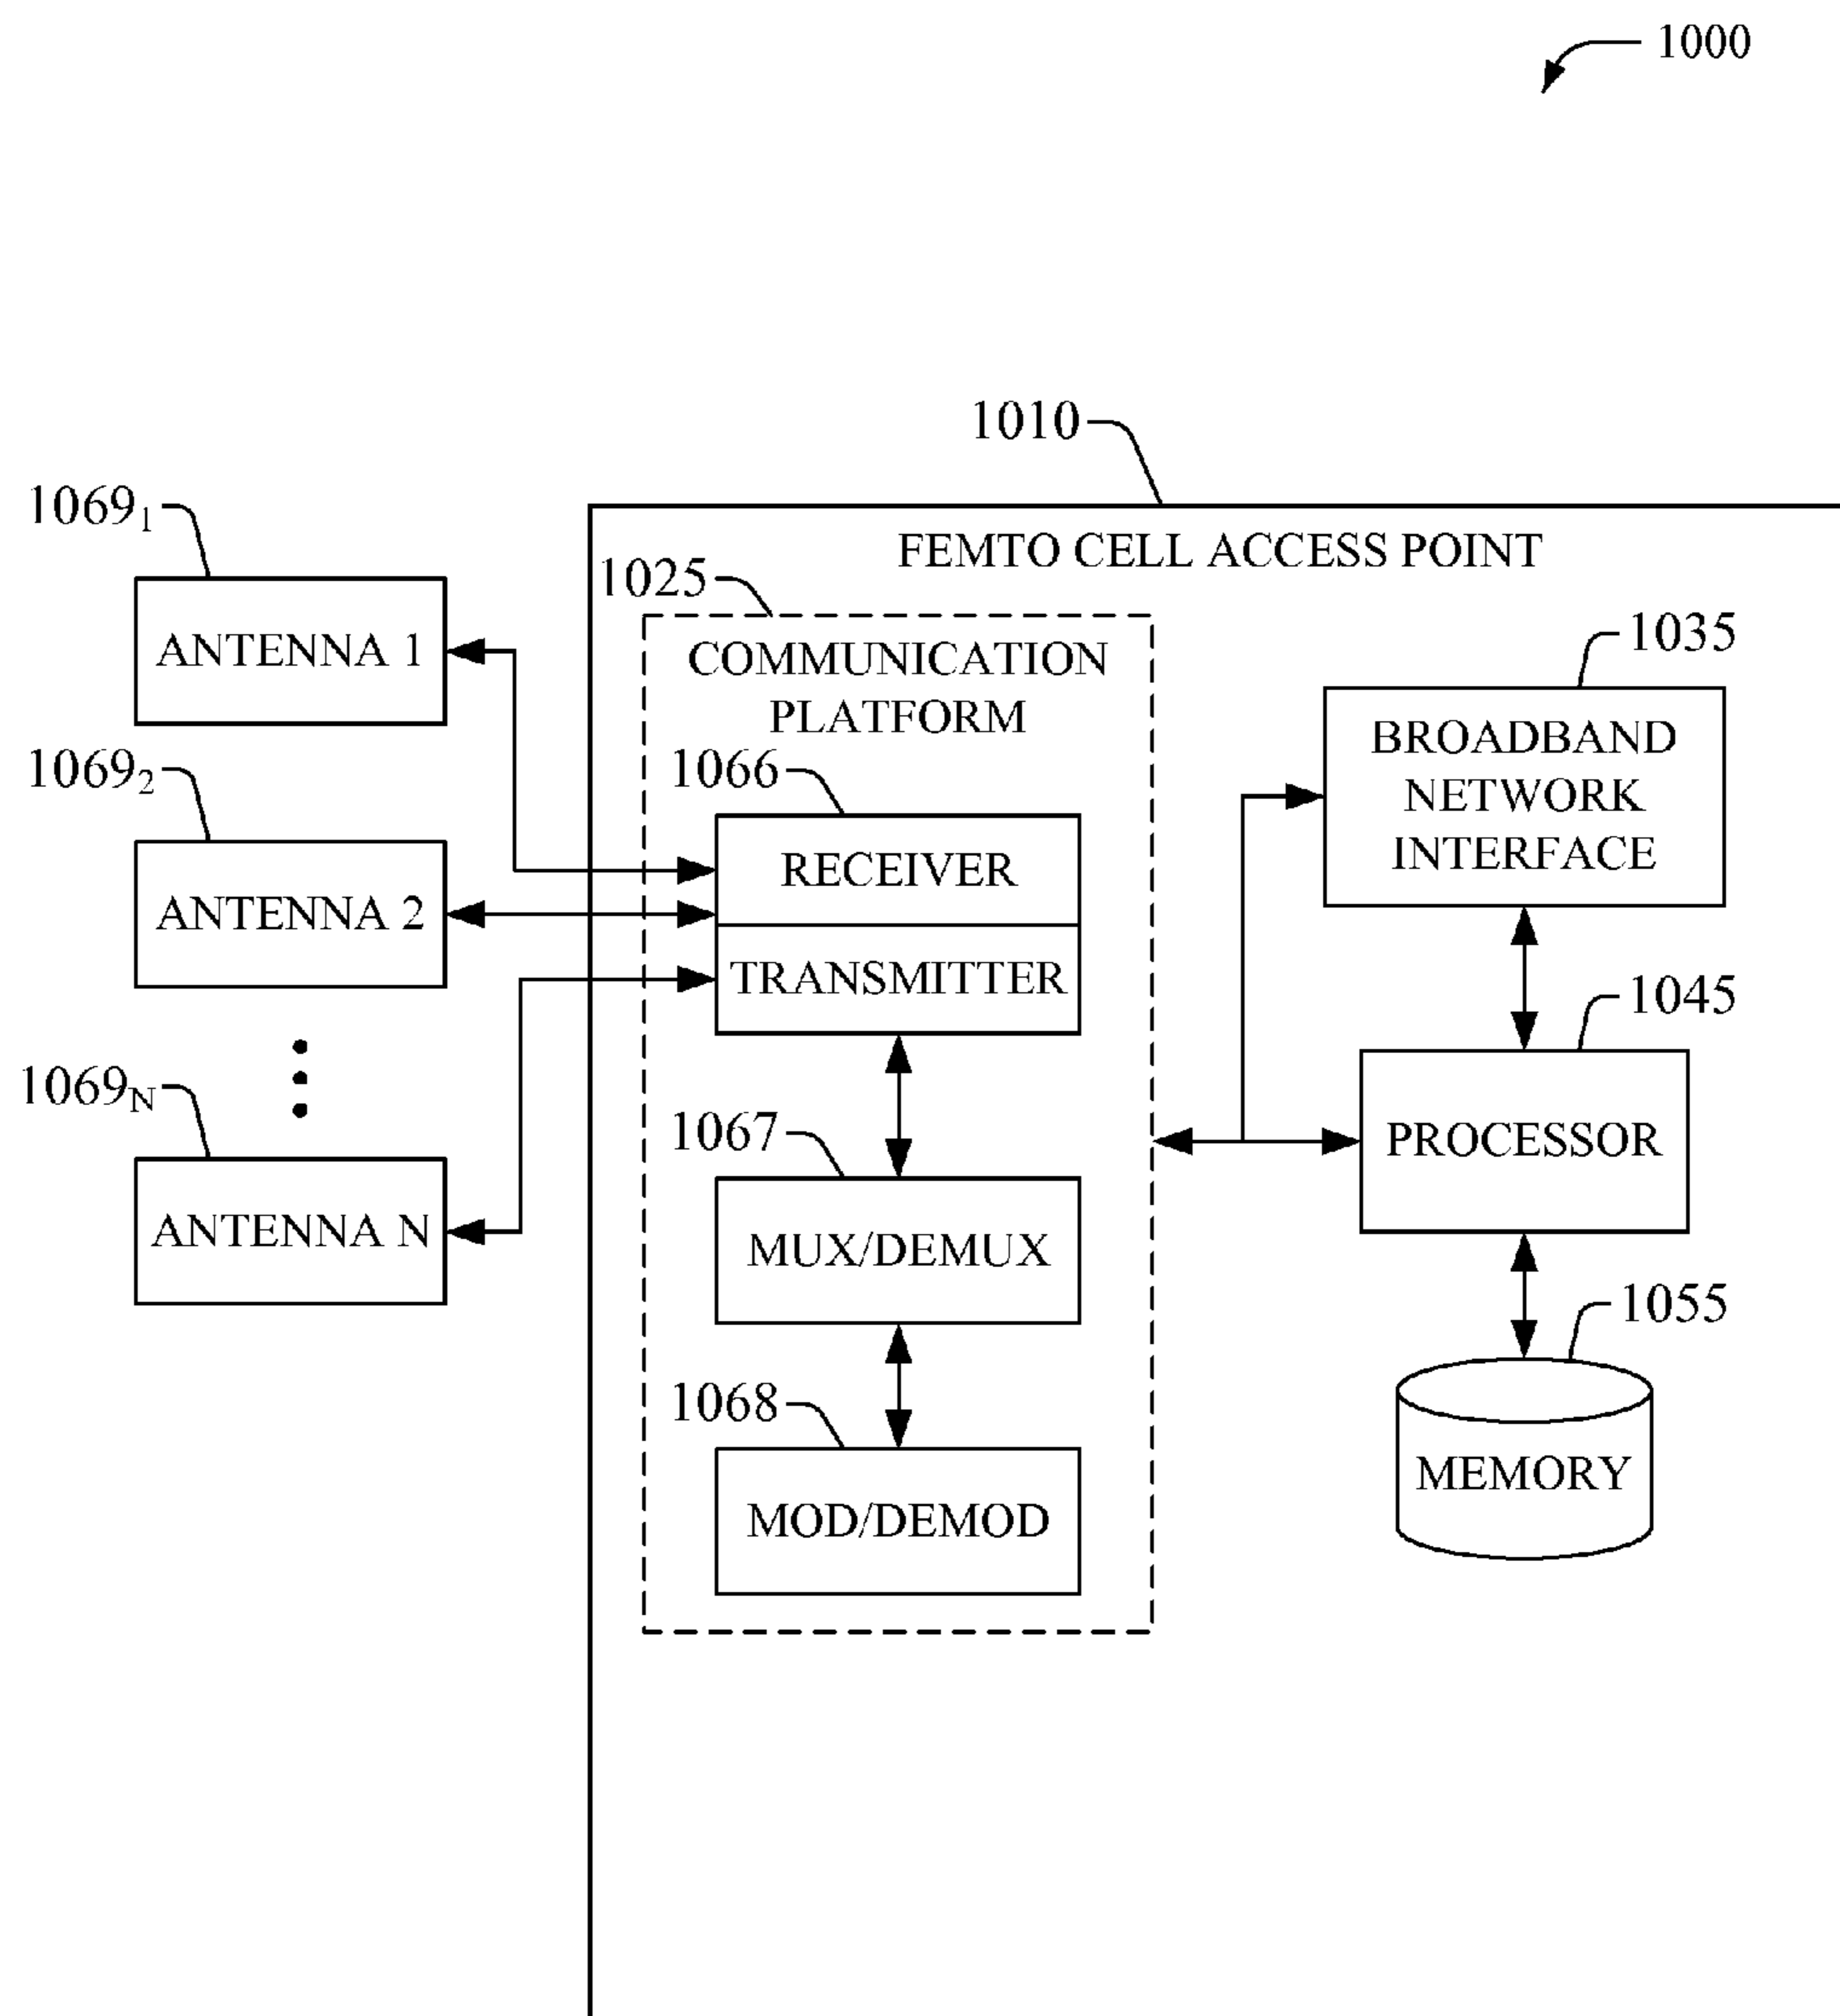 1000
1010
FEMTO CELL ACCESS POINT
1069₁
ANTENNA 1
1069₂
ANTENNA 2
1069_N
ANTENNA N
1025
COMMUNICATION
PLATFORM
1066
RECEIVER
TRANSMITTER
1067
MUX/DEMUX
1068
MOD/DEMOD
1035
BROADBAND
NETWORK
INTERFACE
1045
PROCESSOR
1055
MEMORY